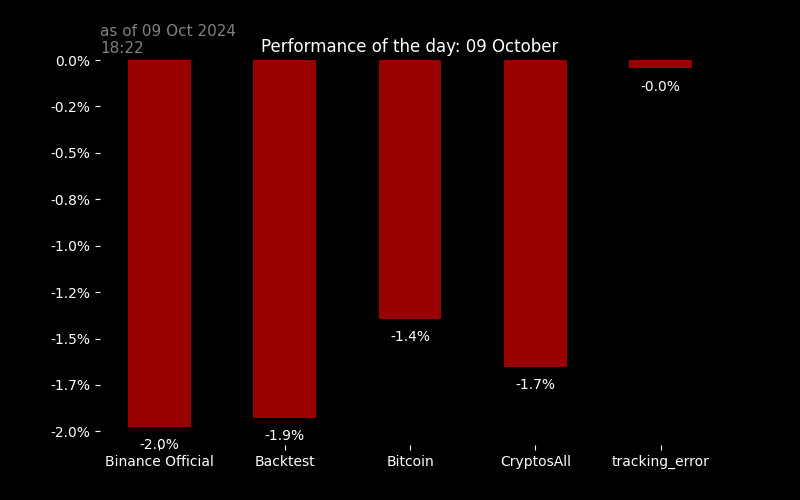 as of 09 Oct 2024
18:22
Performance of the day: 09 October
0.0%
-0.2%
-0.5%
-0.8%
-1.0%
-1.2%
-1.5%
-1.7%
-2.0%
-2.0%
-1.9%
-1.4%
-1.7%
-0.0%
Binance Official
Backtest
Bitcoin
CryptosAll
tracking_error